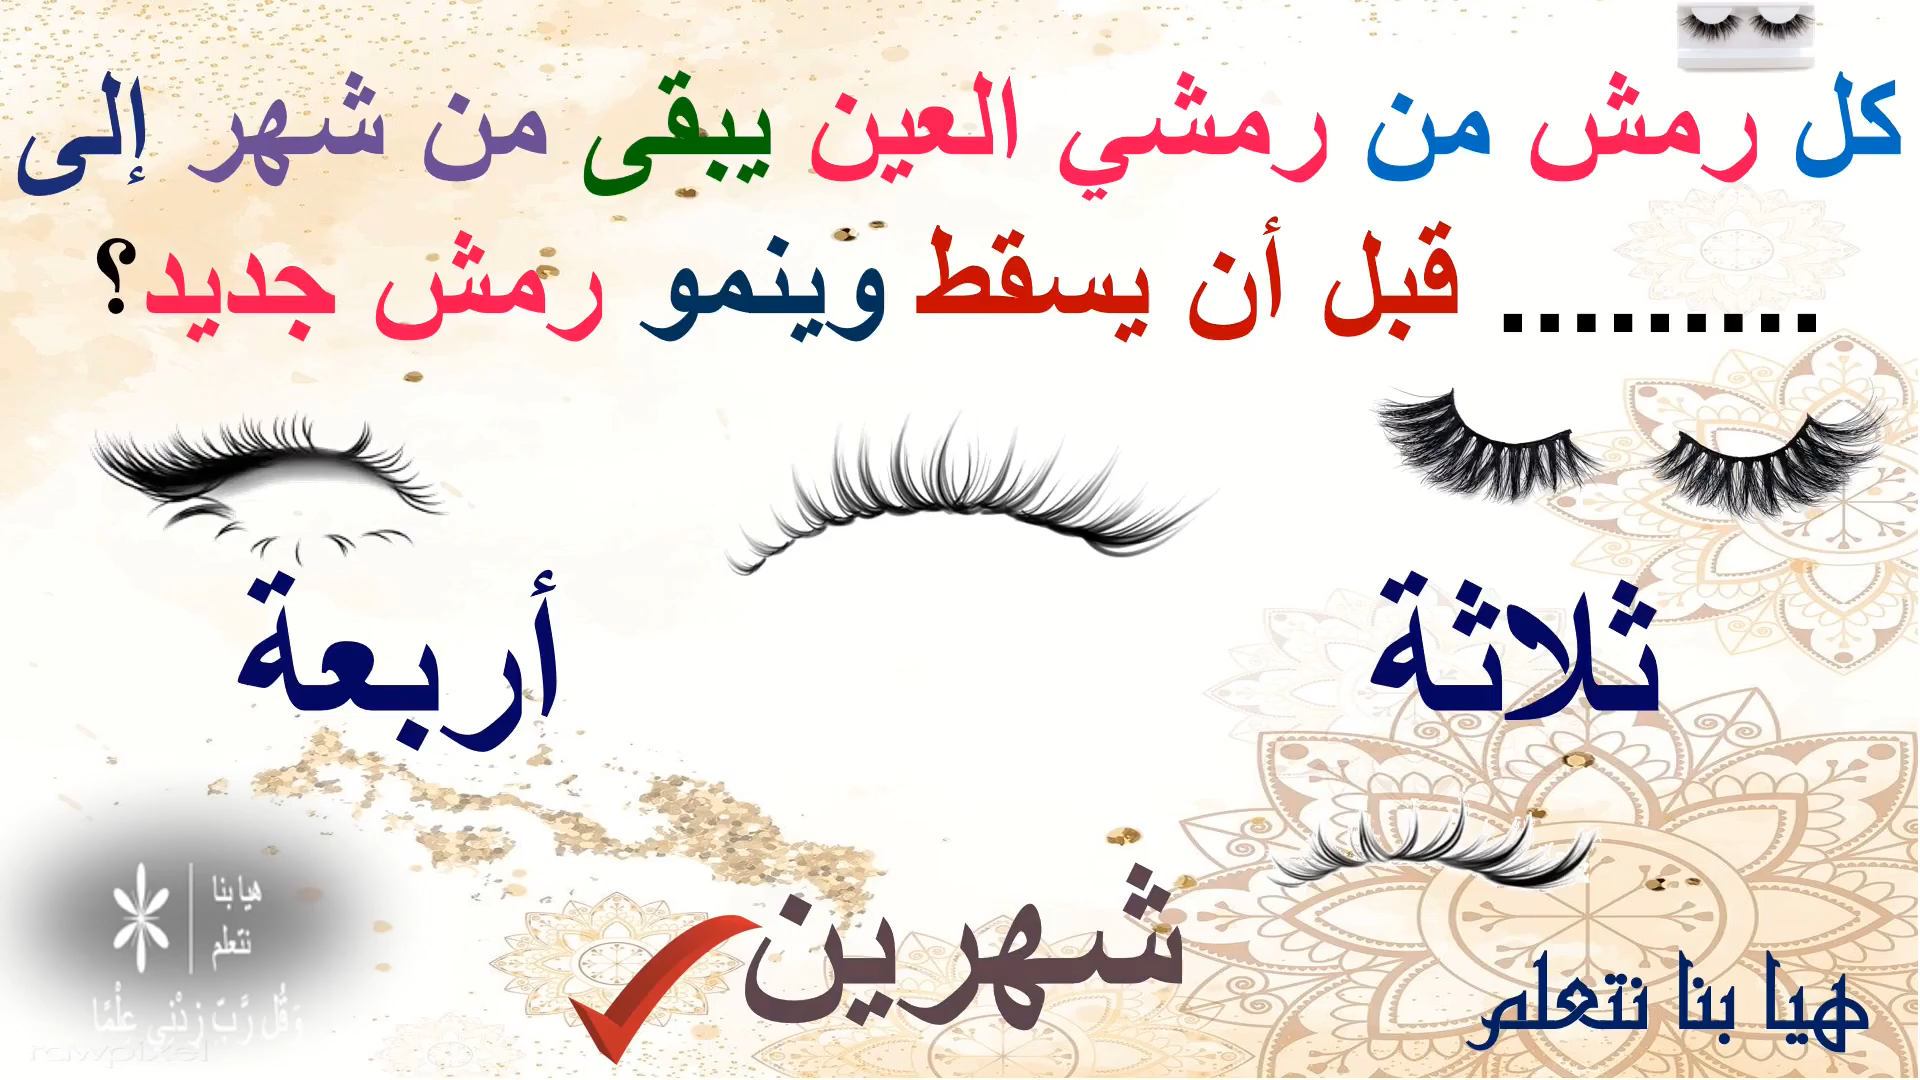 كل رمش من رمشي العين يبقى من شهر إلى
......... قبل أن يسقط وينمو رمش جديد؟
ثلاثة
أربعة
شهرين
هيا بنا نتعلم
هيا بنا
نتعلم
وَقُل رَّبِّ زِدْنِي عِلْمًا
rawpixel